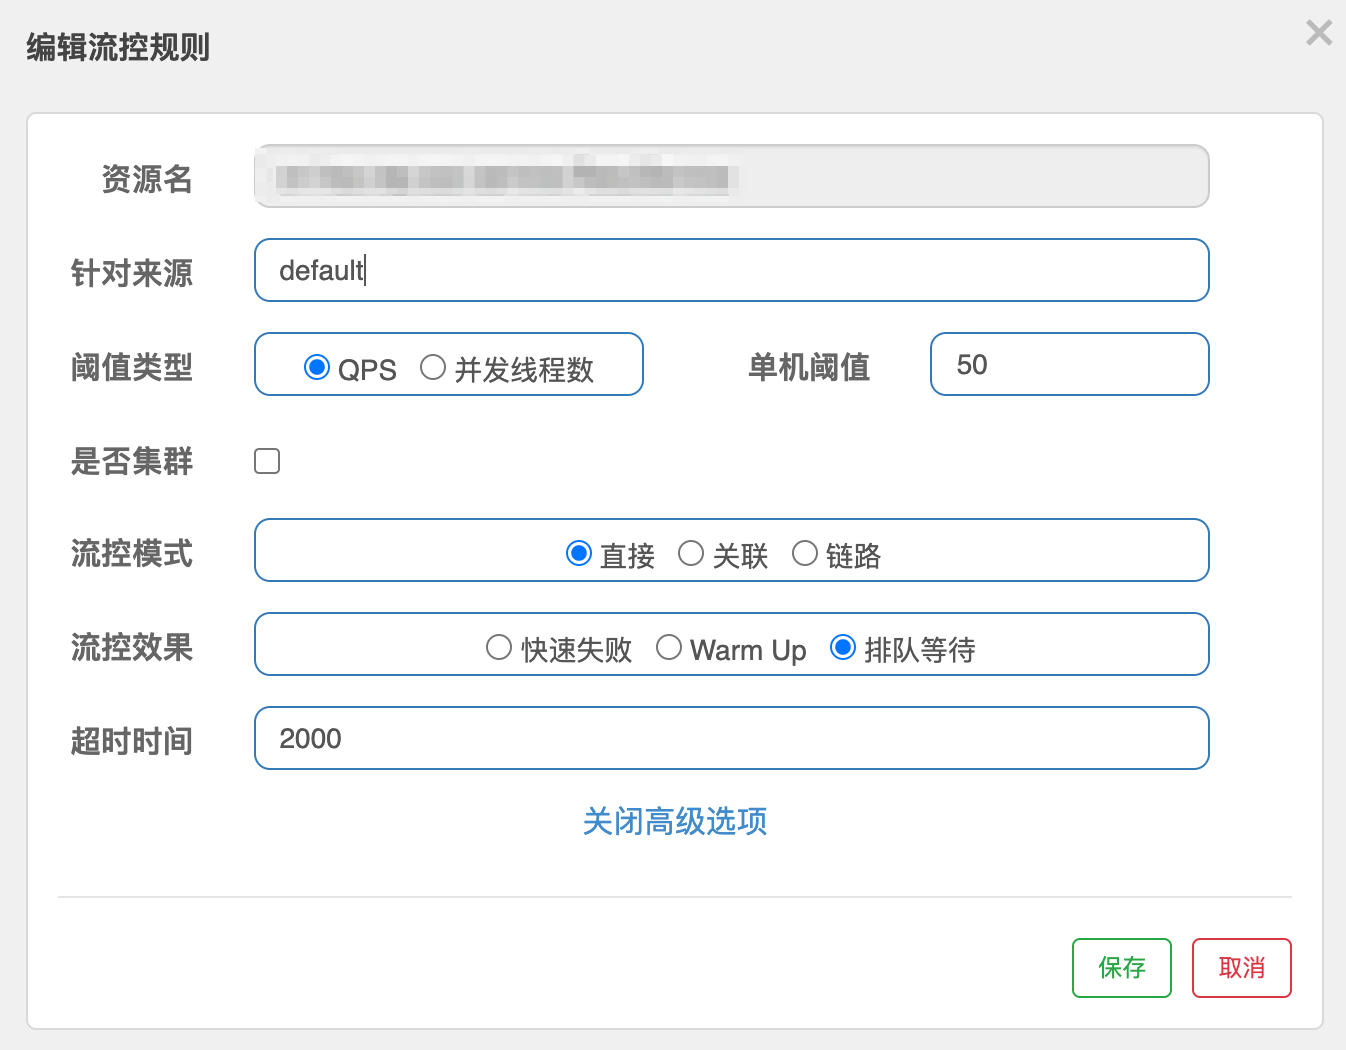 编辑流控规则
资源名
针对来源 default
阈值类型 QPS 并发线程数 单机阈值 50
是否集群
流控模式 直接 关联 链路
流控效果 快速失败 Warm Up 排队等待
超时时间 2000
关闭高级选项
保存 取消